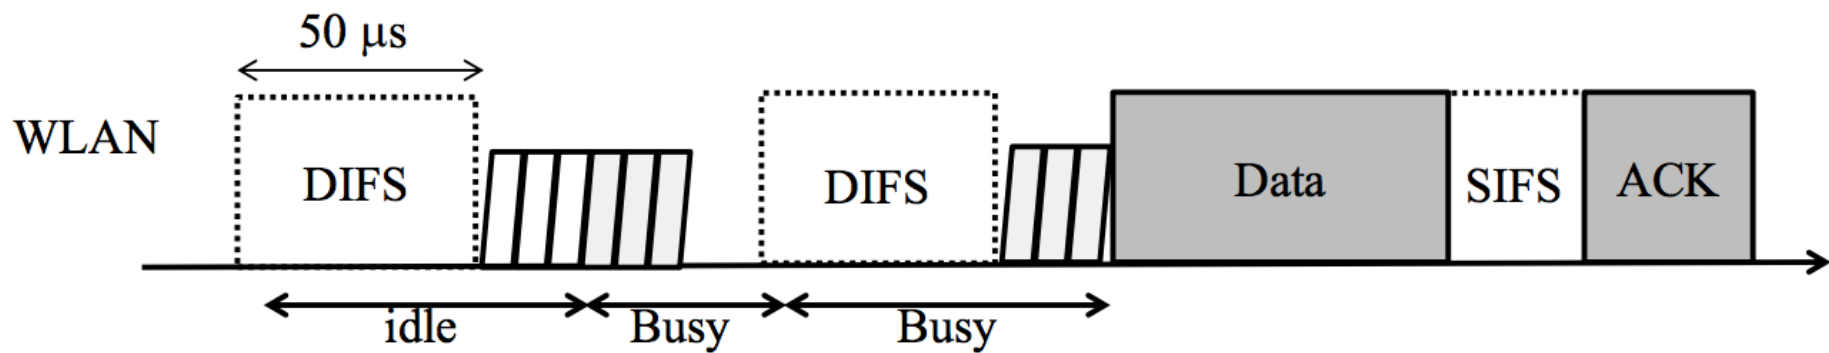 50 µs
WLAN
DIFS
DIFS
Data
SIFS
ACK
idle
Busy
Busy